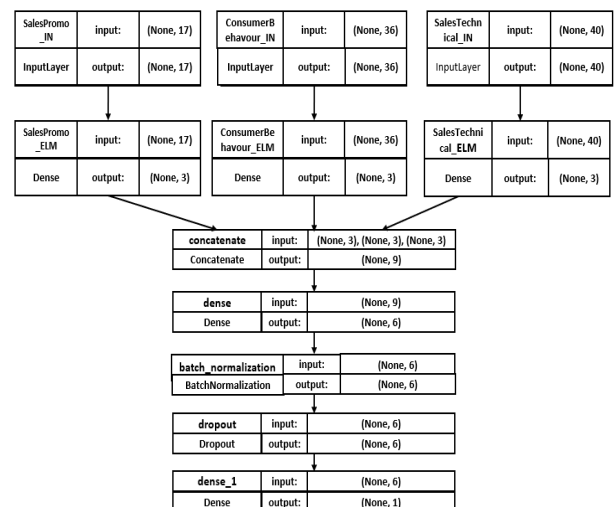 SalesPromo
_IN
input:
(None, 17)
InputLayer
output:
(None, 17)
ConsumerB
ehavour_IN
input:
(None, 36)
InputLayer
output:
(None, 36)
SalesTechn
ical_IN
input:
(None, 40)
InputLayer
output:
(None, 40)
SalesPromo
_ELM
input:
(None, 17)
Dense
output:
(None, 3)
ConsumerBe
havour_ELM
input:
(None, 36)
Dense
output:
(None, 3)
SalesTechni
cal_ELM
input:
(None, 40)
Dense
output:
(None, 3)
concatenate
input:
(None, 3), (None, 3), (None, 3)
Concatenate
output:
(None, 9)
dense
input:
(None, 9)
Dense
output:
(None, 6)
batch_normalization
input:
(None, 6)
BatchNormalization
output:
(None, 6)
dropout
input:
(None, 6)
Dropout
output:
(None, 6)
dense_1
input:
(None, 6)
Dense
output:
(None, 1)